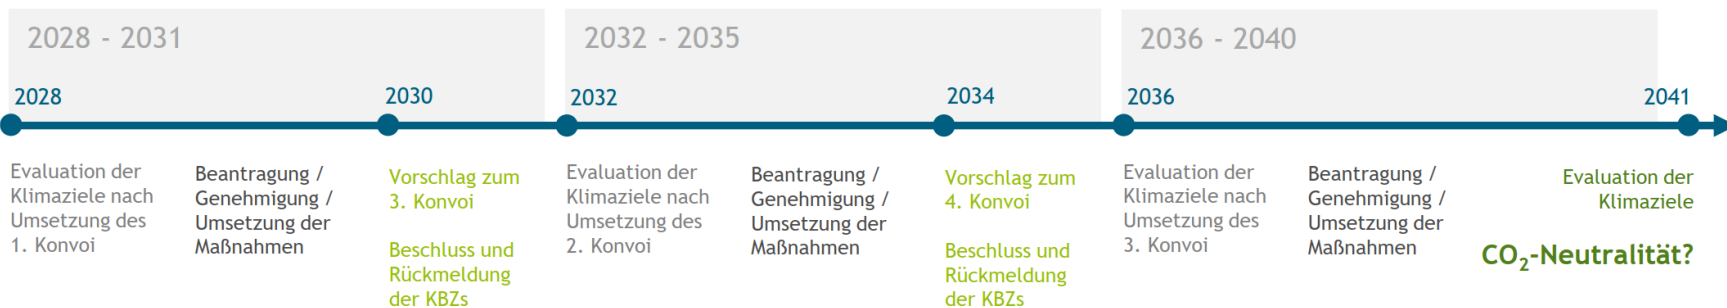 2028 - 2031
2032 - 2035
2036 - 2040
2028
2030
2032
2034
2036
2041
Evaluation der
Klimaziele nach
Umsetzung des
1. Konvoi
Beantragung /
Genehmigung /
Umsetzung der
Maßnahmen
Vorschlag zum
3. Konvoi
Beschluss und
Rückmeldung
der KBZs
Evaluation der
Klimaziele nach
Umsetzung des
2. Konvoi
Beantragung /
Genehmigung /
Umsetzung der
Maßnahmen
Vorschlag zum
4. Konvoi
Beschluss und
Rückmeldung
der KBZs
Evaluation der
Klimaziele nach
Umsetzung des
3. Konvoi
Beantragung /
Genehmigung /
Umsetzung der
Maßnahmen
Evaluation der
Klimaziele
CO₂-Neutralität?